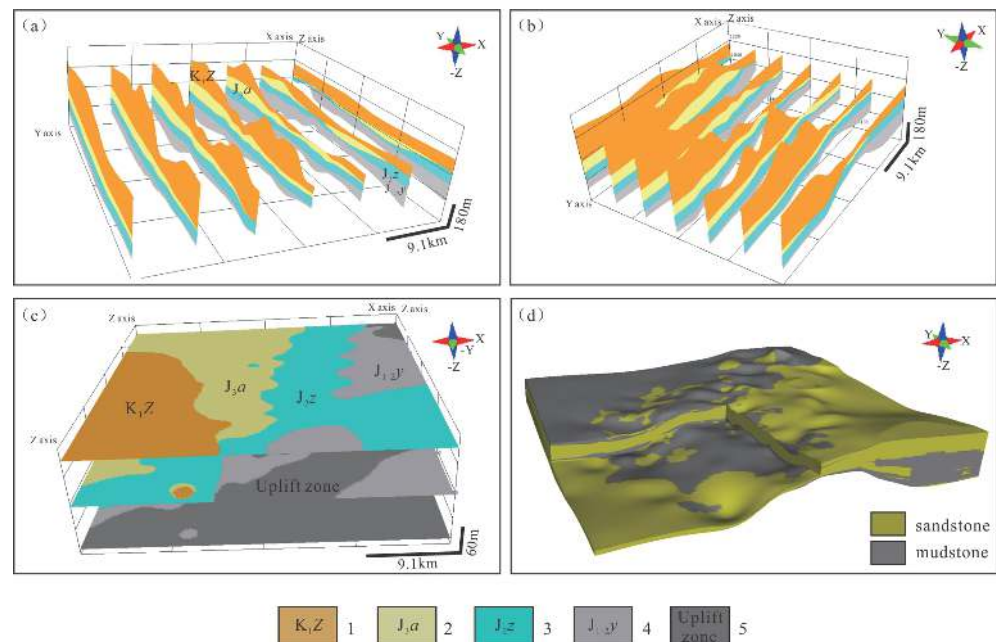 (a)
X axis Z axis
Y
X
-Z
K₁Z
J₃a
Y axis
J₂z
J₁₋₂y
180m
9.1km
(b)
Z axis
X axis
Y
X
-Z
Y axis
180m
9.1km
(c)
Z axis
X axis Z axis
X
-Y
-Z
K₁Z
J₃a
J₂z
J₁₋₂y
Z axis
Uplift zone
60m
9.1km
(d)
Y
X
-Z
sandstone
mudstone
K₁Z 1 J₃a 2 J₂z 3 J₁₋₂y 4 Uplift zone 5